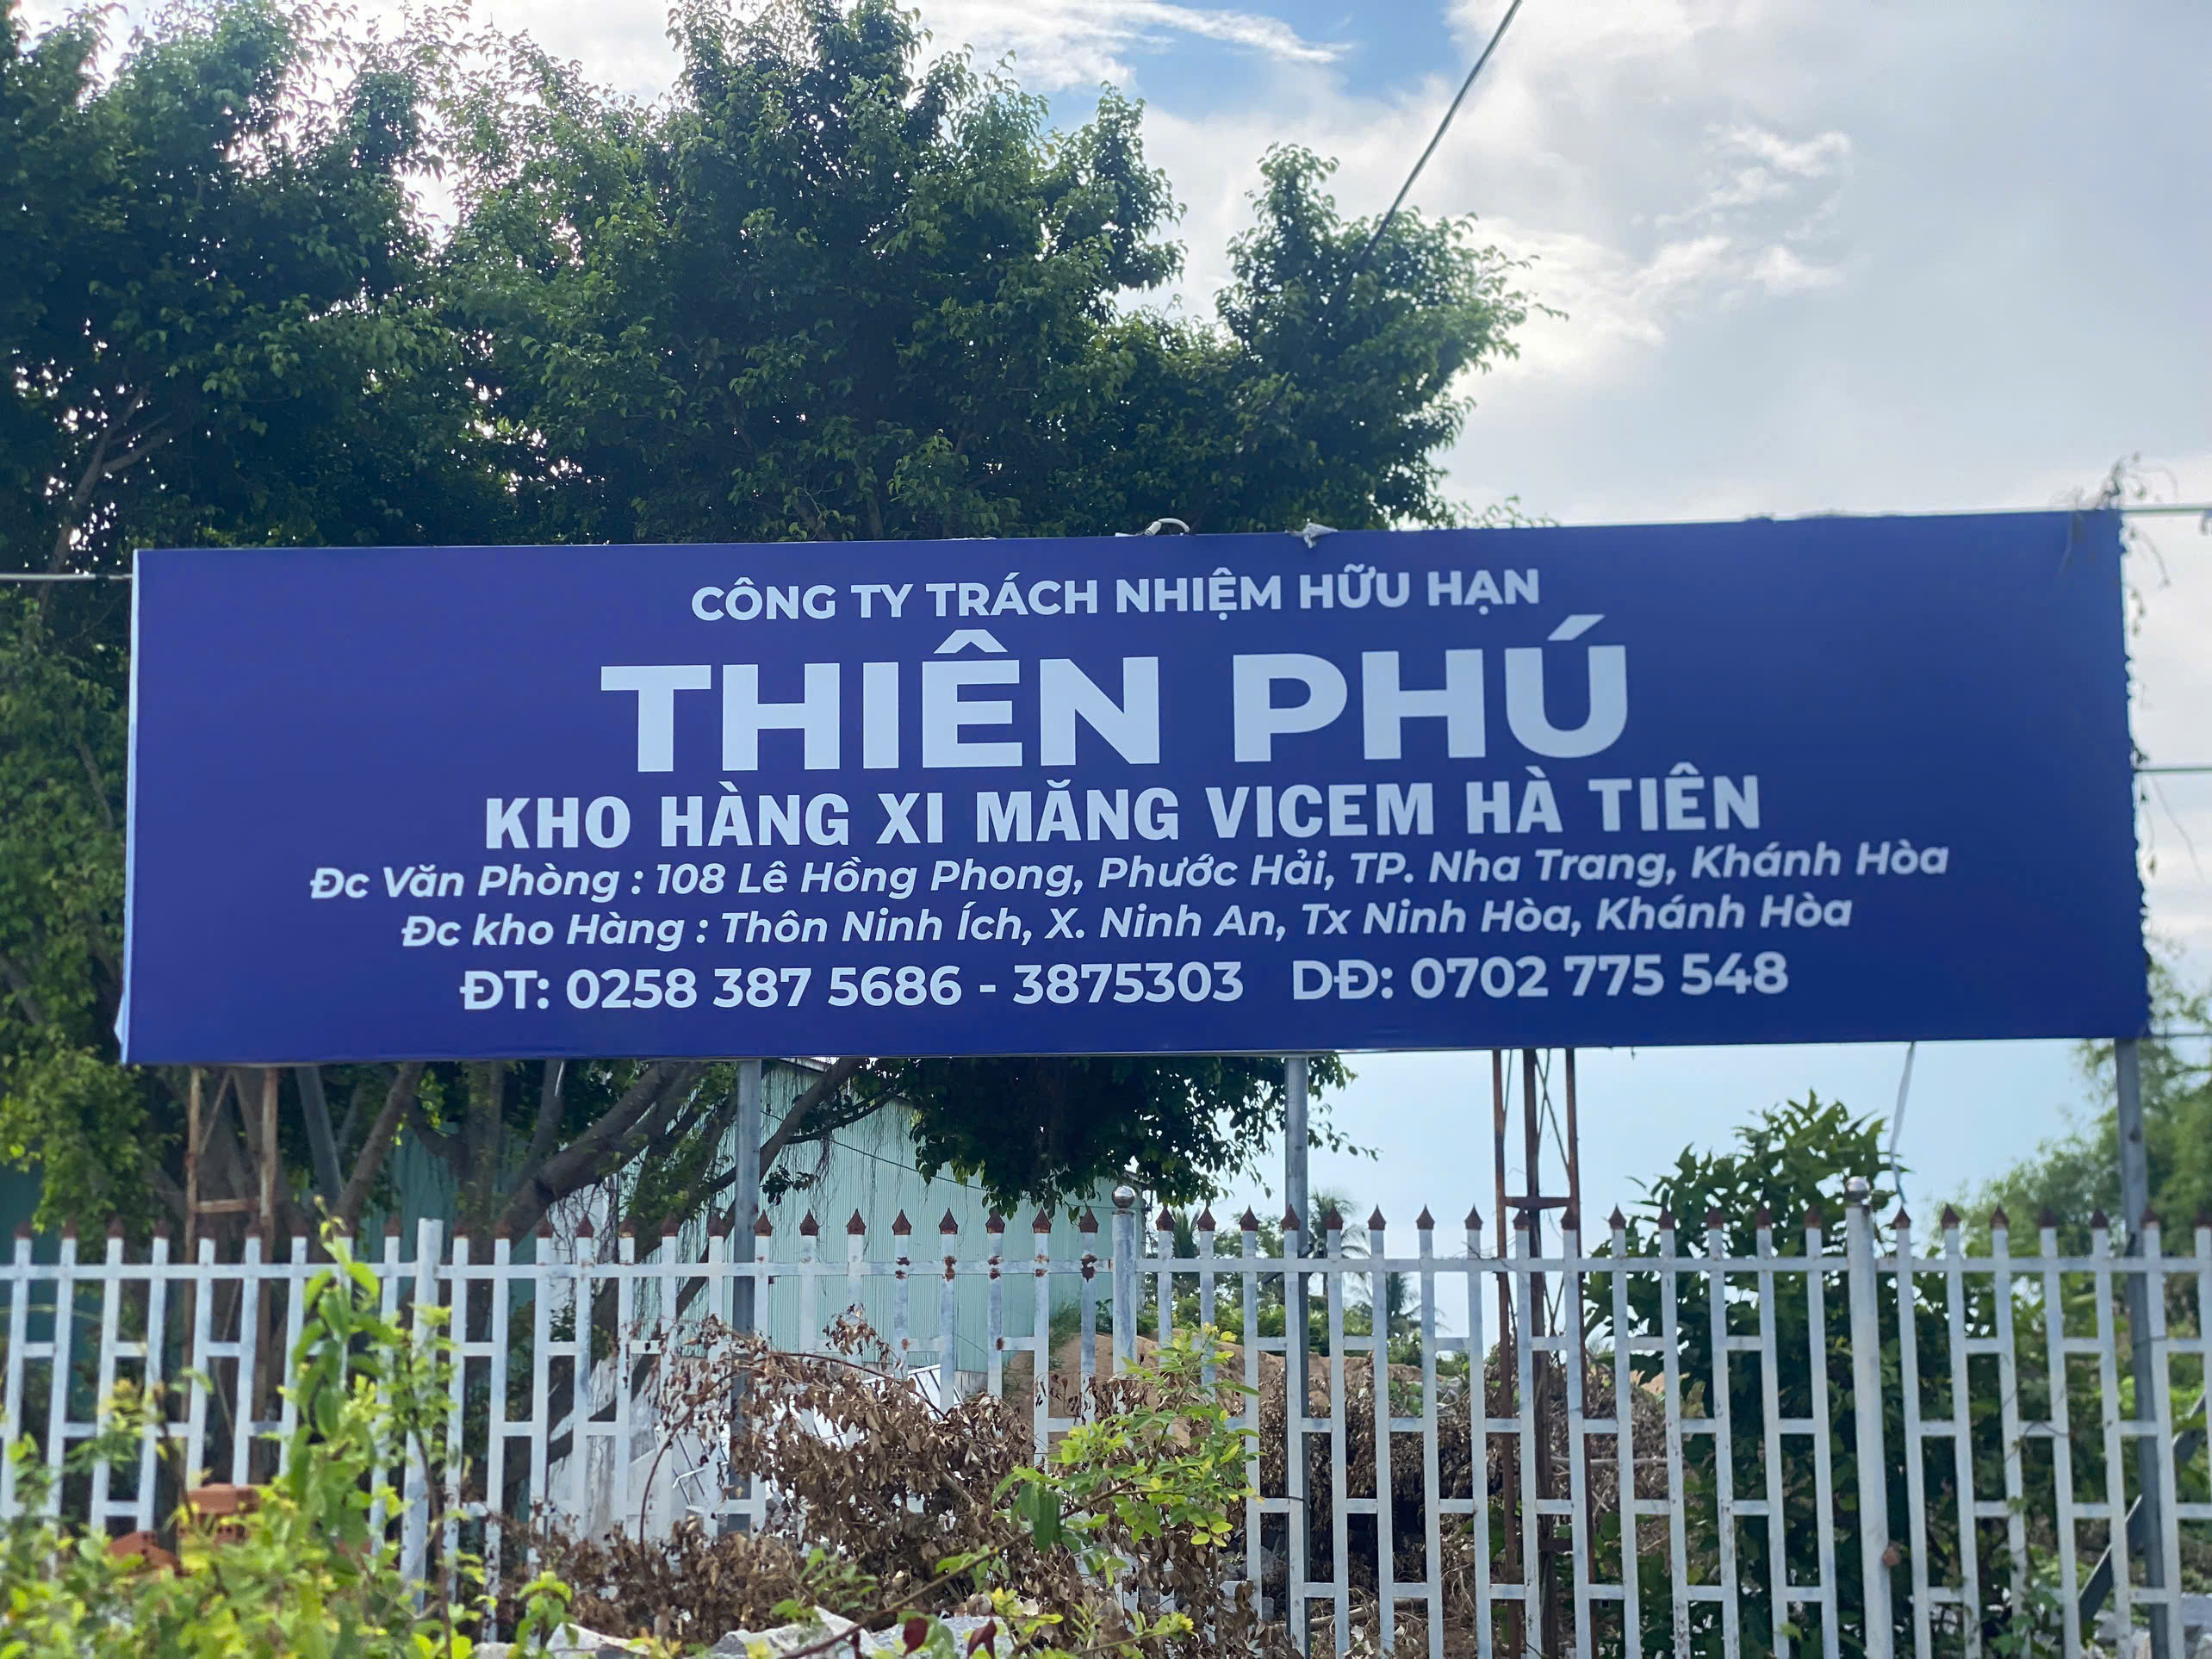 CÔNG TY TRÁCH NHIỆM HỮU HẠN
THIÊN PHÚ
KHO HÀNG XI MĂNG VICEM HÀ TIÊN
Đc Văn Phòng : 108 Lê Hồng Phong, Phước Hải, TP. Nha Trang, Khánh Hòa
Đc kho Hàng : Thôn Ninh Ích, X. Ninh An, Tx Ninh Hòa, Khánh Hòa
ĐT: 0258 387 5686 - 3875303 DĐ: 0702 775 548